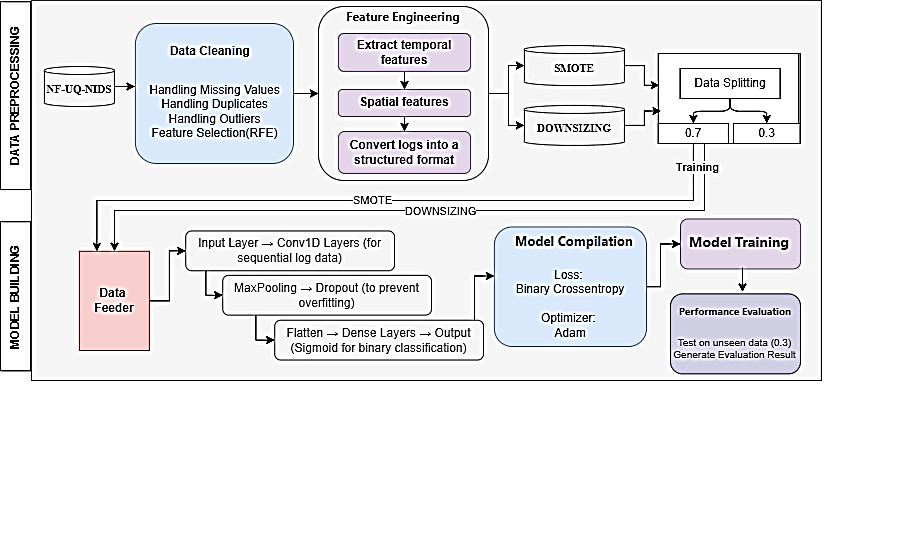 DATA PREPROCESSING
NF-UQ-NIDS
Data Cleaning
Handling Missing Values
Handling Duplicates
Handling Outliers
Feature Selection(RFE)
Feature Engineering
Extract temporal
features
Spatial features
Convert logs into a
structured format
SMOTE
DOWNSIZING
Data Splitting
0.7
0.3
Training
SMOTE
DOWNSIZING
MODEL BUILDING
Data
Feeder
Input Layer → Conv1D Layers (for
sequential log data)
MaxPooling → Dropout (to prevent
overfitting)
Flatten → Dense Layers → Output
(Sigmoid for binary classification)
Model Compilation
Loss:
Binary Crossentropy
Optimizer:
Adam
Model Training
Performance Evaluation
Test on unseen data (0.3)
Generate Evaluation Result